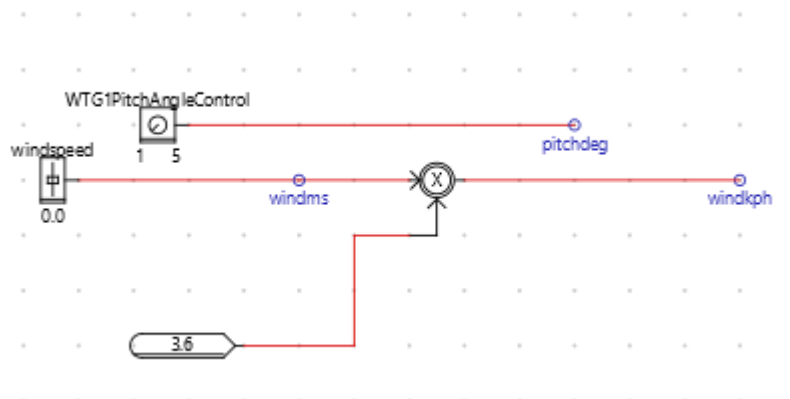 WTG1PitchAngleControl
1 5
pitchdeg
windspeed
0.0
windms
X
windkph
3.6